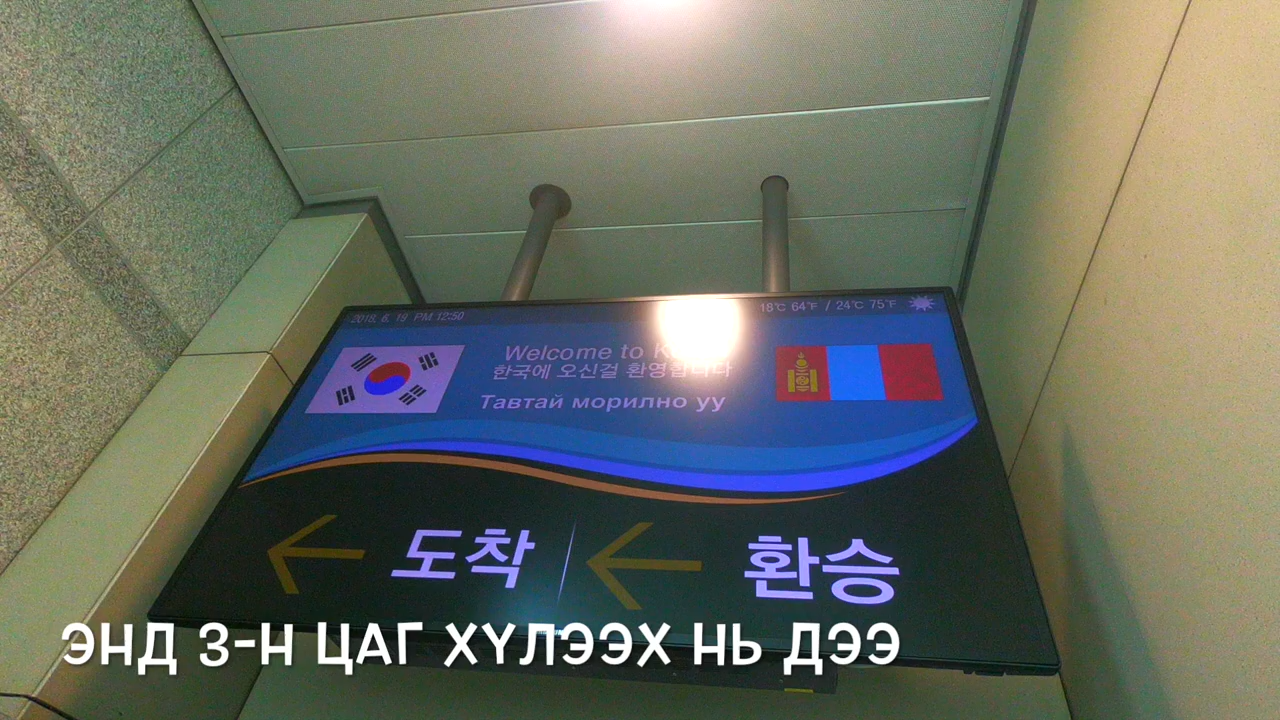 2018. 6. 19 PM 12:50
18℃ 64℉ / 24℃ 75℉
Welcome to
한국에 오신걸 환영합니다
Тавтай морилно уу
도착
환승
ЭНД 3-Н ЦАГ ХҮЛЭЭХ НЬ ДЭЭ